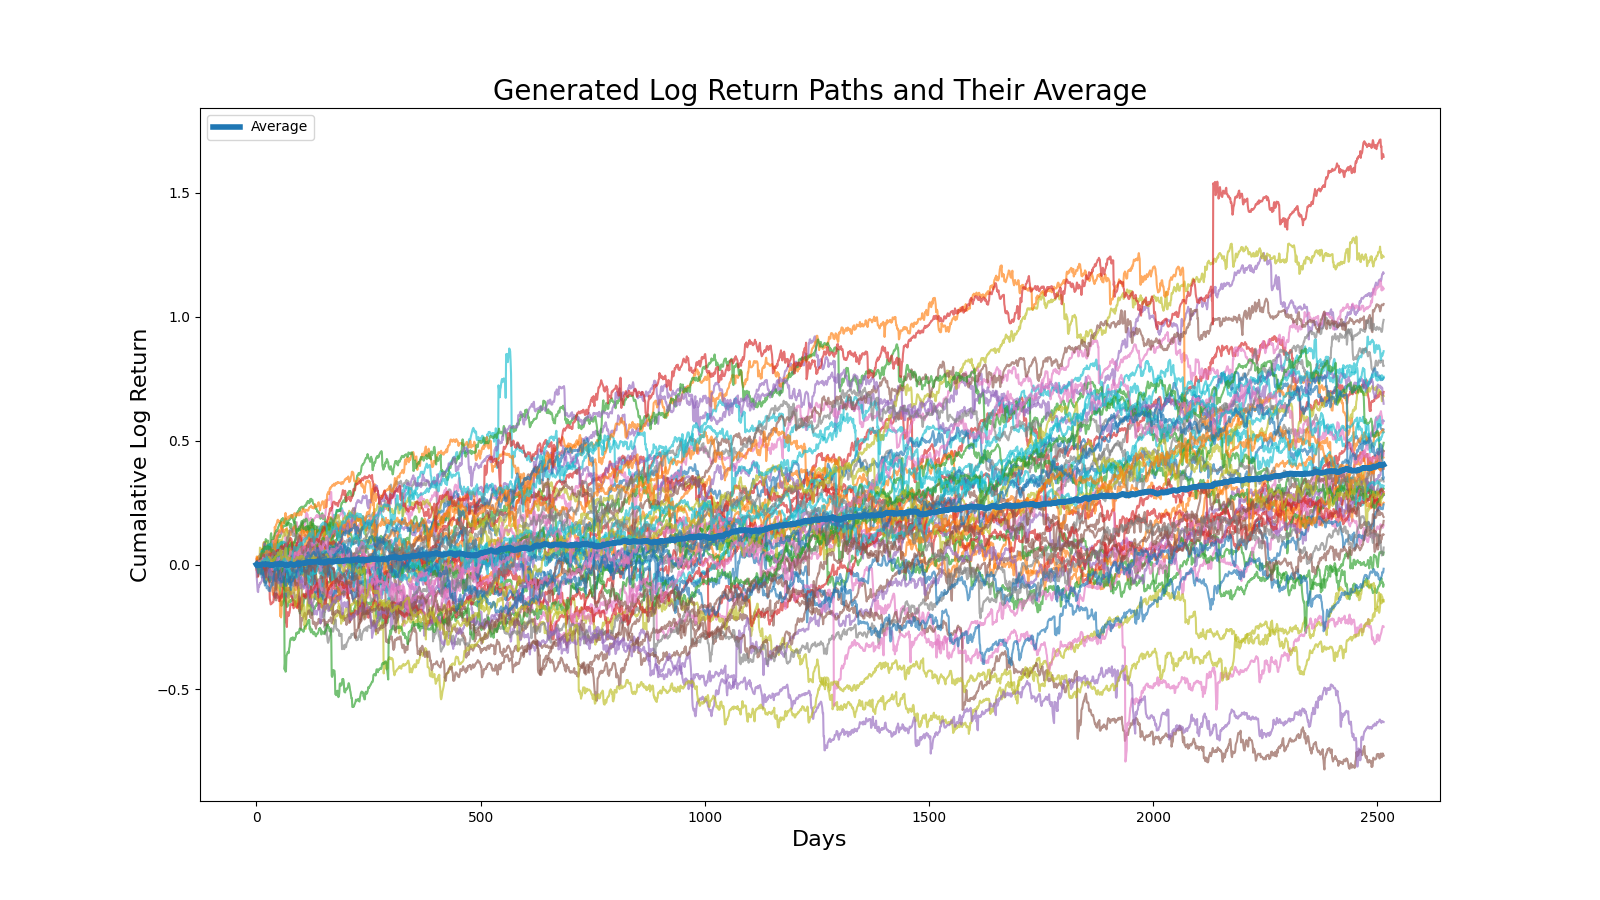 Generated Log Return Paths and Their Average
Average
Cumalative Log Return
1.5
1.0
0.5
0.0
−0.5
0
500
1000
1500
2000
2500
Days